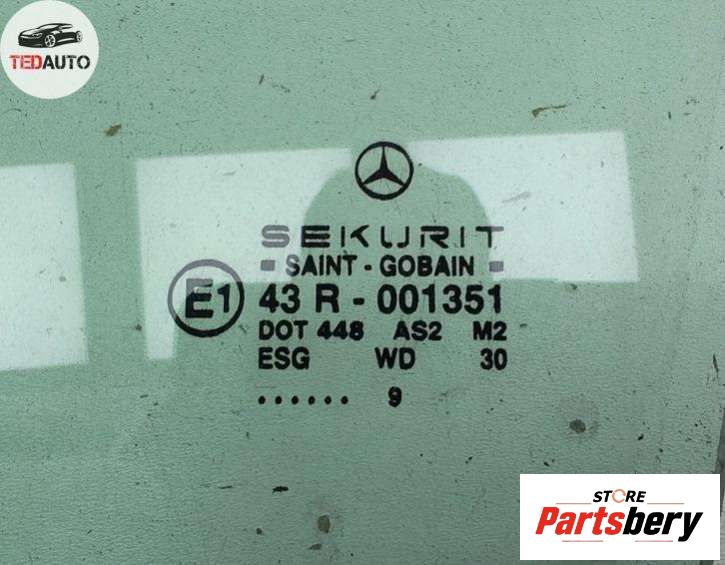 TEDAUTO
SEKURIT
SAINT - GOBAIN
E1 43 R - 001351
DOT 448 AS2 M2
ESG WD 30
...... 9
STORE
Partsbery